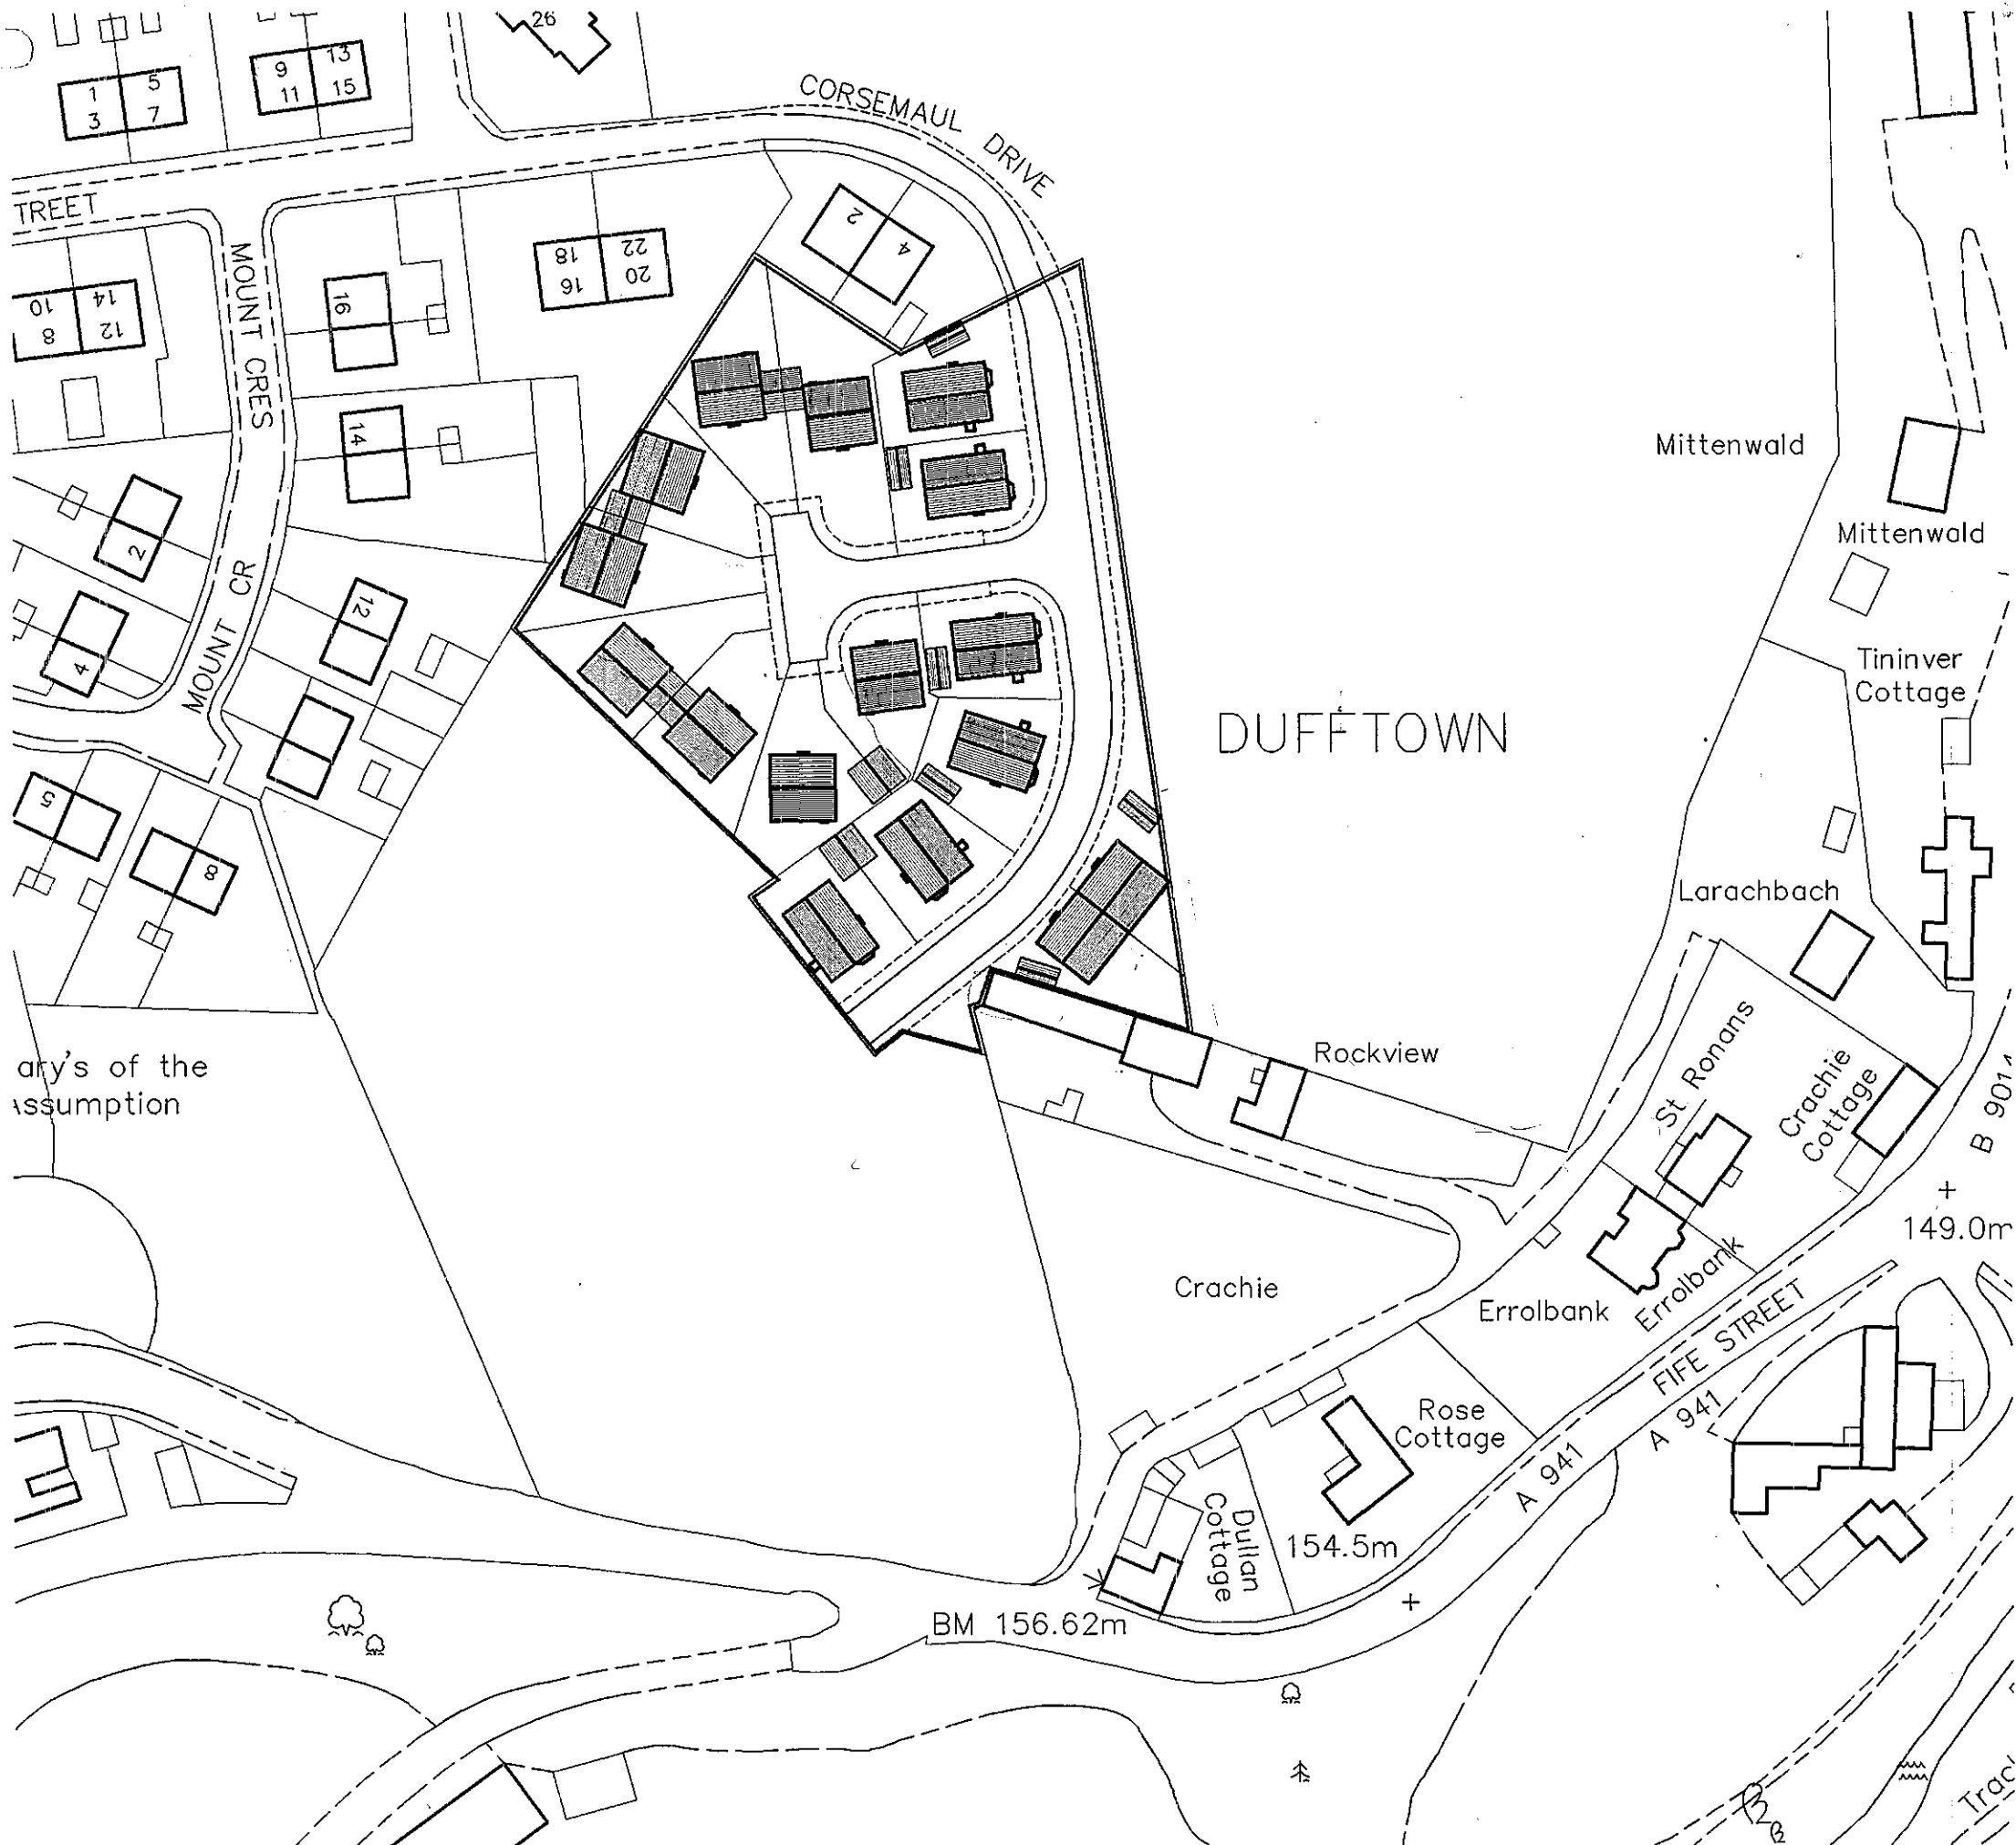 26
1
5
3
7
9
13
11
15
CORSEMAUL DRIVE
TREET
MOUNT CRES
2
4
18
22
16
20
10
14
8
12
16
14
2
MOUNT CR
12
4
5
8
Mittenwald
Mittenwald
Tininver
Cottage
DUFFTOWN
Larachbach
Rockview
St Ronans
Crachie
Cottage
B 901
ary's of the
Assumption
149.0m
Crachie
Errolbank
Errolbank
FIFE STREET
A 941
A 941
Rose
Cottage
Dullan
Cottage
154.5m
BM 156.62m